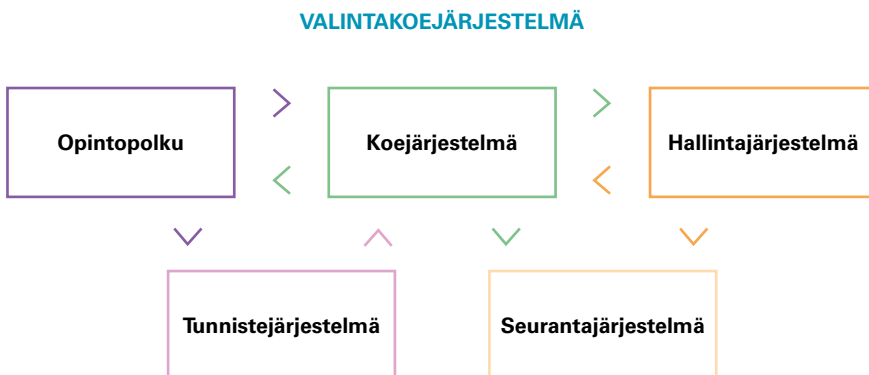 VALINTAKOEJÄRJESTELMÄ
Opintopolku
Koejärjestelmä
Hallintajärjestelmä
Tunnistejärjestelmä
Seurantajärjestelmä